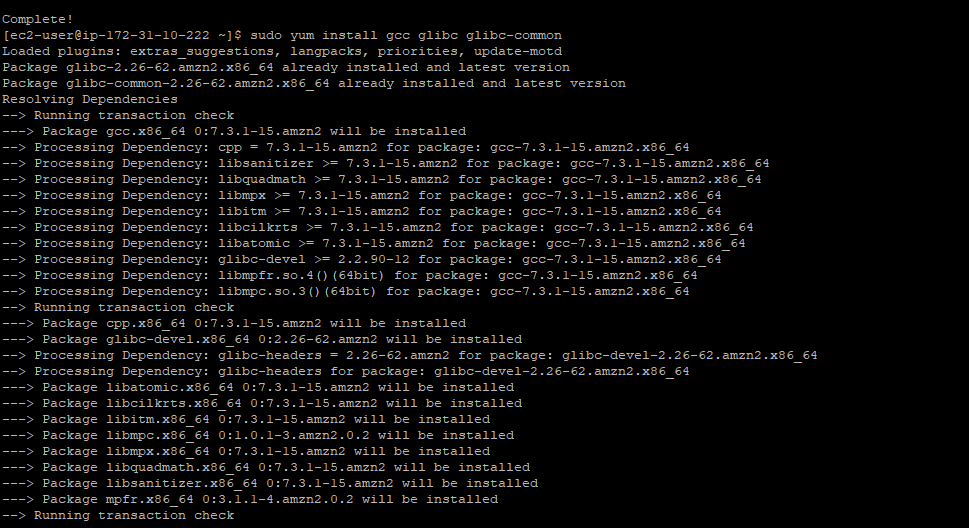 Complete!
[ec2-user@ip-172-31-10-222 ~]$ sudo yum install gcc glibc glibc-common
Loaded plugins: extras_suggestions, langpacks, priorities, update-motd
Package glibc-2.26-62.amzn2.x86_64 already installed and latest version
Package glibc-common-2.26-62.amzn2.x86_64 already installed and latest version
Resolving Dependencies
--> Running transaction check
---> Package gcc.x86_64 0:7.3.1-15.amzn2 will be installed
--> Processing Dependency: cpp = 7.3.1-15.amzn2 for package: gcc-7.3.1-15.amzn2.x86_64
--> Processing Dependency: libsanitizer >= 7.3.1-15.amzn2 for package: gcc-7.3.1-15.amzn2.x86_64
--> Processing Dependency: libquadmath >= 7.3.1-15.amzn2 for package: gcc-7.3.1-15.amzn2.x86_64
--> Processing Dependency: libmpx >= 7.3.1-15.amzn2 for package: gcc-7.3.1-15.amzn2.x86_64
--> Processing Dependency: libitm >= 7.3.1-15.amzn2 for package: gcc-7.3.1-15.amzn2.x86_64
--> Processing Dependency: libcilkrts >= 7.3.1-15.amzn2 for package: gcc-7.3.1-15.amzn2.x86_64
--> Processing Dependency: libatomic >= 7.3.1-15.amzn2 for package: gcc-7.3.1-15.amzn2.x86_64
--> Processing Dependency: glibc-devel >= 2.2.90-12 for package: gcc-7.3.1-15.amzn2.x86_64
--> Processing Dependency: libmpfr.so.4()(64bit) for package: gcc-7.3.1-15.amzn2.x86_64
--> Processing Dependency: libmpc.so.3()(64bit) for package: gcc-7.3.1-15.amzn2.x86_64
--> Running transaction check
---> Package cpp.x86_64 0:7.3.1-15.amzn2 will be installed
---> Package glibc-devel.x86_64 0:2.26-62.amzn2 will be installed
--> Processing Dependency: glibc-headers = 2.26-62.amzn2 for package: glibc-devel-2.26-62.amzn2.x86_64
--> Processing Dependency: glibc-headers for package: glibc-devel-2.26-62.amzn2.x86_64
---> Package libatomic.x86_64 0:7.3.1-15.amzn2 will be installed
---> Package libcilkrts.x86_64 0:7.3.1-15.amzn2 will be installed
---> Package libitm.x86_64 0:7.3.1-15.amzn2 will be installed
---> Package libmpc.x86_64 0:1.0.1-3.amzn2.0.2 will be installed
---> Package libmpx.x86_64 0:7.3.1-15.amzn2 will be installed
---> Package libquadmath.x86_64 0:7.3.1-15.amzn2 will be installed
---> Package libsanitizer.x86_64 0:7.3.1-15.amzn2 will be installed
---> Package mpfr.x86_64 0:3.1.1-4.amzn2.0.2 will be installed
--> Running transaction check